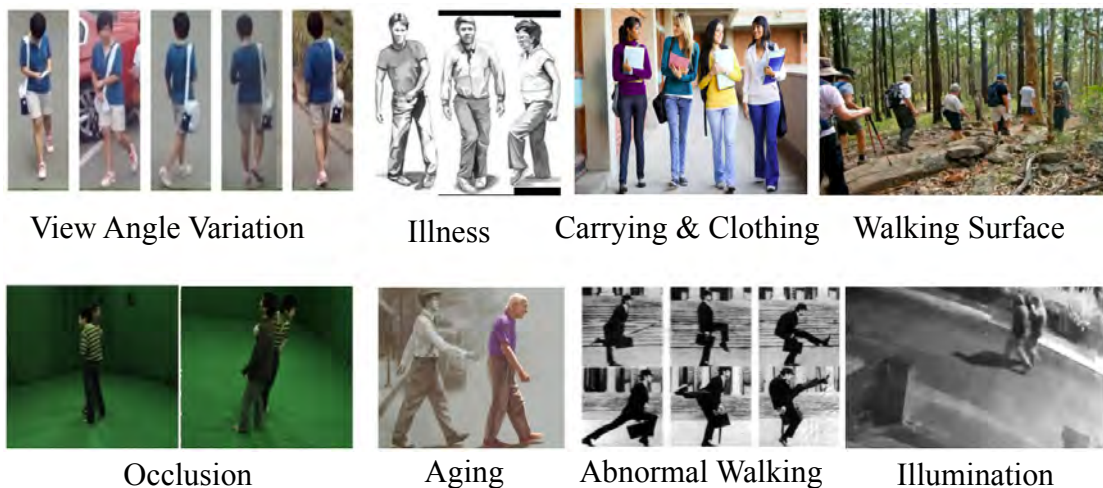 View Angle Variation
Illness
Carrying & Clothing
Walking Surface
Occlusion
Aging
Abnormal Walking
Illumination